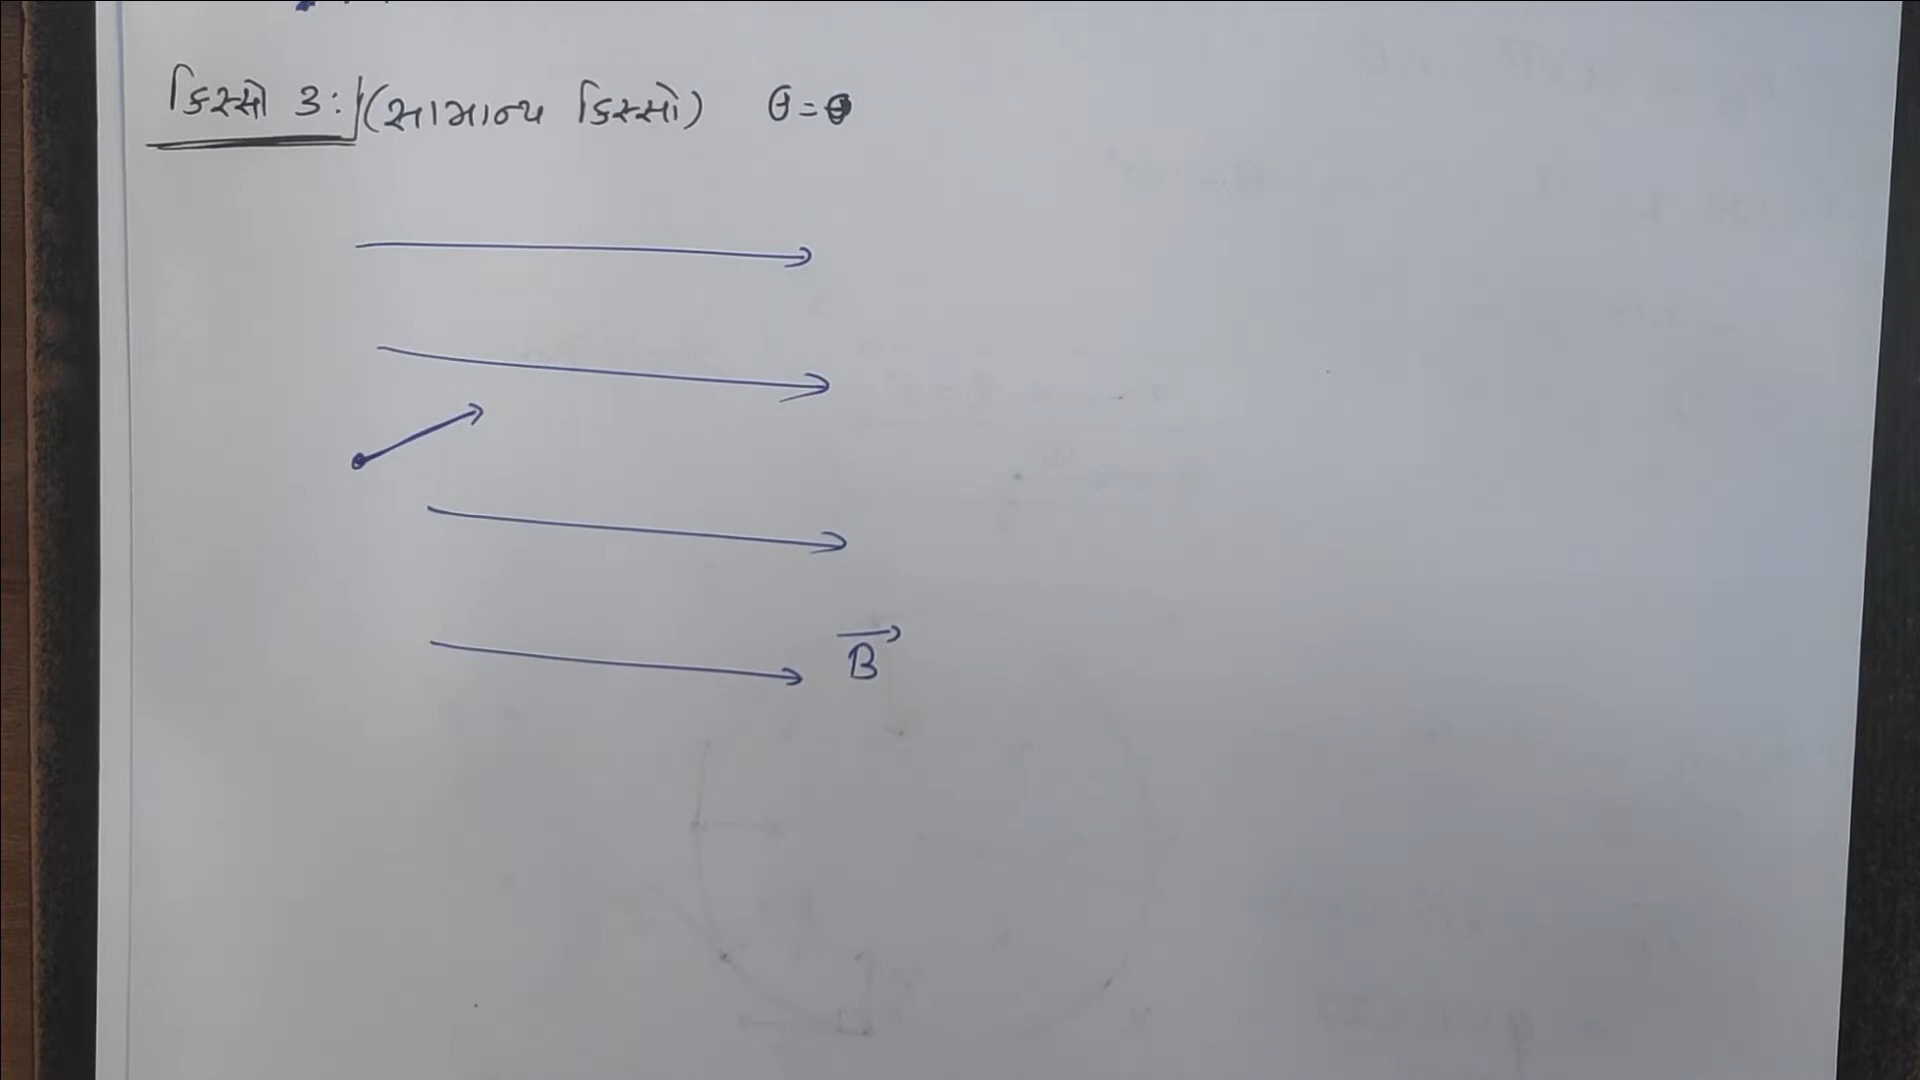 કિસ્સો 3: (સામાન્ય કિસ્સો) θ = θ
B⃗